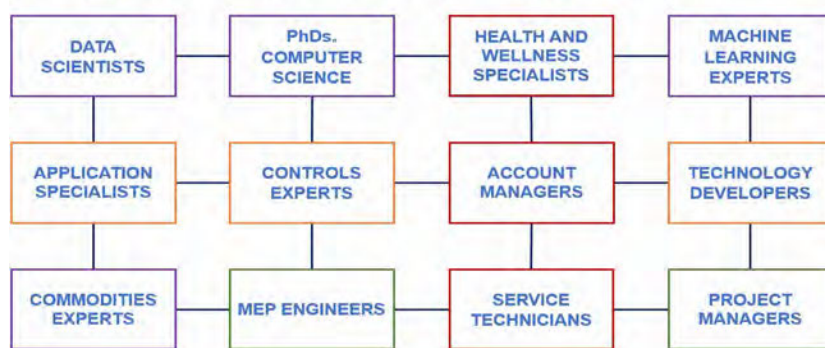 DATA
SCIENTISTS
PhDs.
COMPUTER
SCIENCE
HEALTH AND
WELLNESS
SPECIALISTS
MACHINE
LEARNING
EXPERTS
APPLICATION
SPECIALISTS
CONTROLS
EXPERTS
ACCOUNT
MANAGERS
TECHNOLOGY
DEVELOPERS
COMMODITIES
EXPERTS
MEP ENGINEERS
SERVICE
TECHNICIANS
PROJECT
MANAGERS